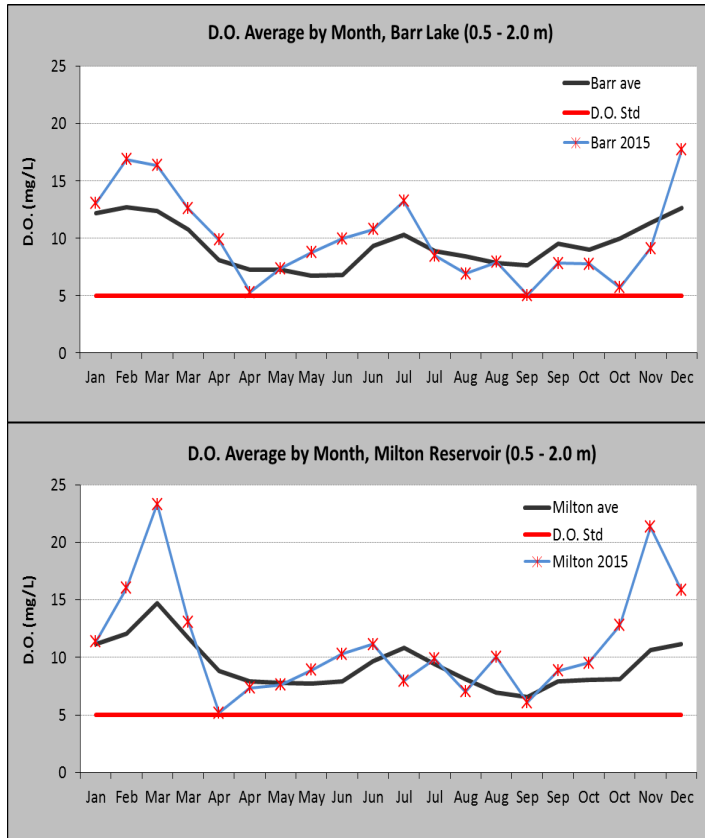 D.O. Average by Month, Barr Lake (0.5 - 2.0 m)
25
20
15
10
5
0
D.O. (mg/L)
Barr ave
D.O. Std
Barr 2015
Jan Feb Mar Mar Apr Apr May May Jun Jun Jul Jul Aug Aug Sep Sep Oct Oct Nov Dec
D.O. Average by Month, Milton Reservoir (0.5 - 2.0 m)
25
20
15
10
5
0
D.O. (mg/L)
Milton ave
D.O. Std
Milton 2015
Jan Feb Mar Mar Apr Apr May May Jun Jun Jul Jul Aug Aug Sep Sep Oct Oct Nov Dec